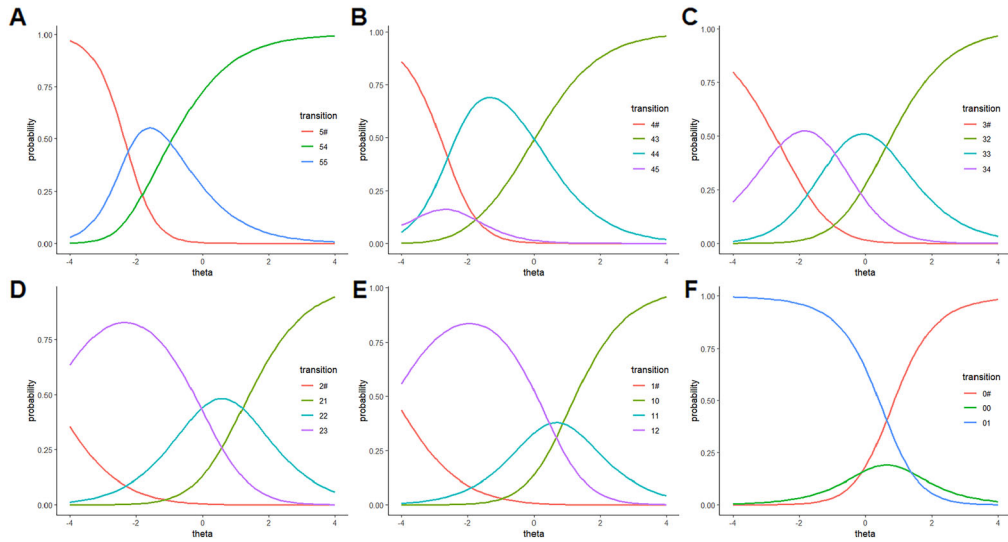 A
1.00
0.75
0.50
0.25
0.00
probability
-4 -2 0 2 4
theta
transition
5#
54
55
B
1.00
0.75
0.50
0.25
0.00
probability
-4 -2 0 2 4
theta
transition
4#
43
44
45
C
1.00
0.75
0.50
0.25
0.00
probability
-4 -2 0 2 4
theta
transition
3#
32
33
34
D
1.00
0.75
0.50
0.25
0.00
probability
-4 -2 0 2 4
theta
transition
2#
21
22
23
E
1.00
0.75
0.50
0.25
0.00
probability
-4 -2 0 2 4
theta
transition
1#
10
11
12
F
1.00
0.75
0.50
0.25
0.00
probability
-4 -2 0 2 4
theta
transition
0#
00
01